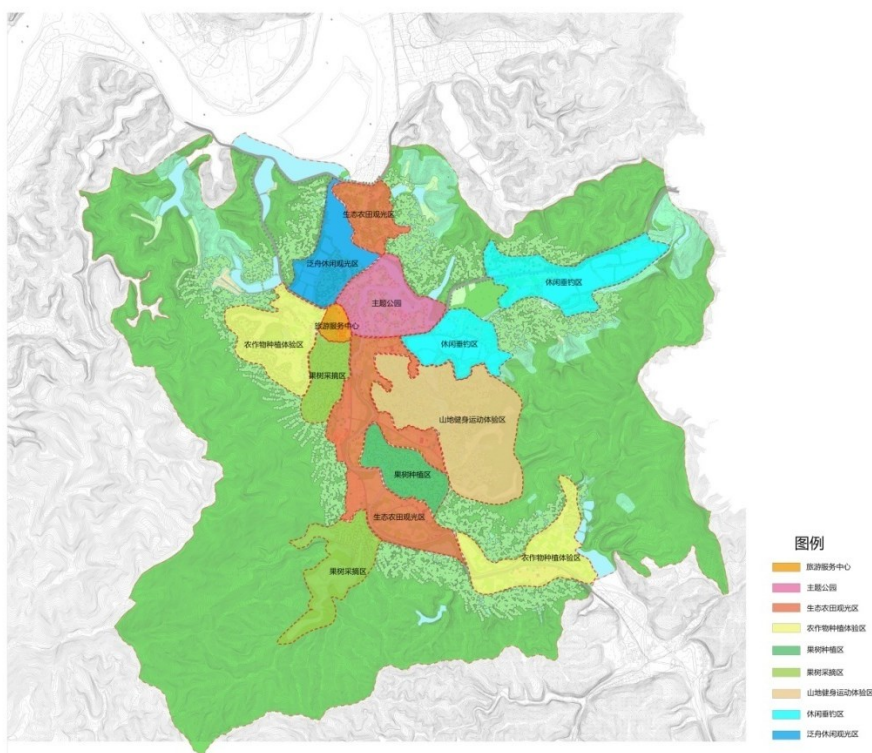 生态农田观光区
泛舟休闲观光区
休闲垂钓区
主题公园
旅游服务中心
农作物种植体验区
休闲垂钓区
果树采摘区
山地健身运动体验区
果树种植区
生态农田观光区
农作物种植体验区
果树采摘区
图例
旅游服务中心
主题公园
生态农田观光区
农作物种植体验区
果树种植区
果树采摘区
山地健身运动体验区
休闲垂钓区
泛舟休闲观光区